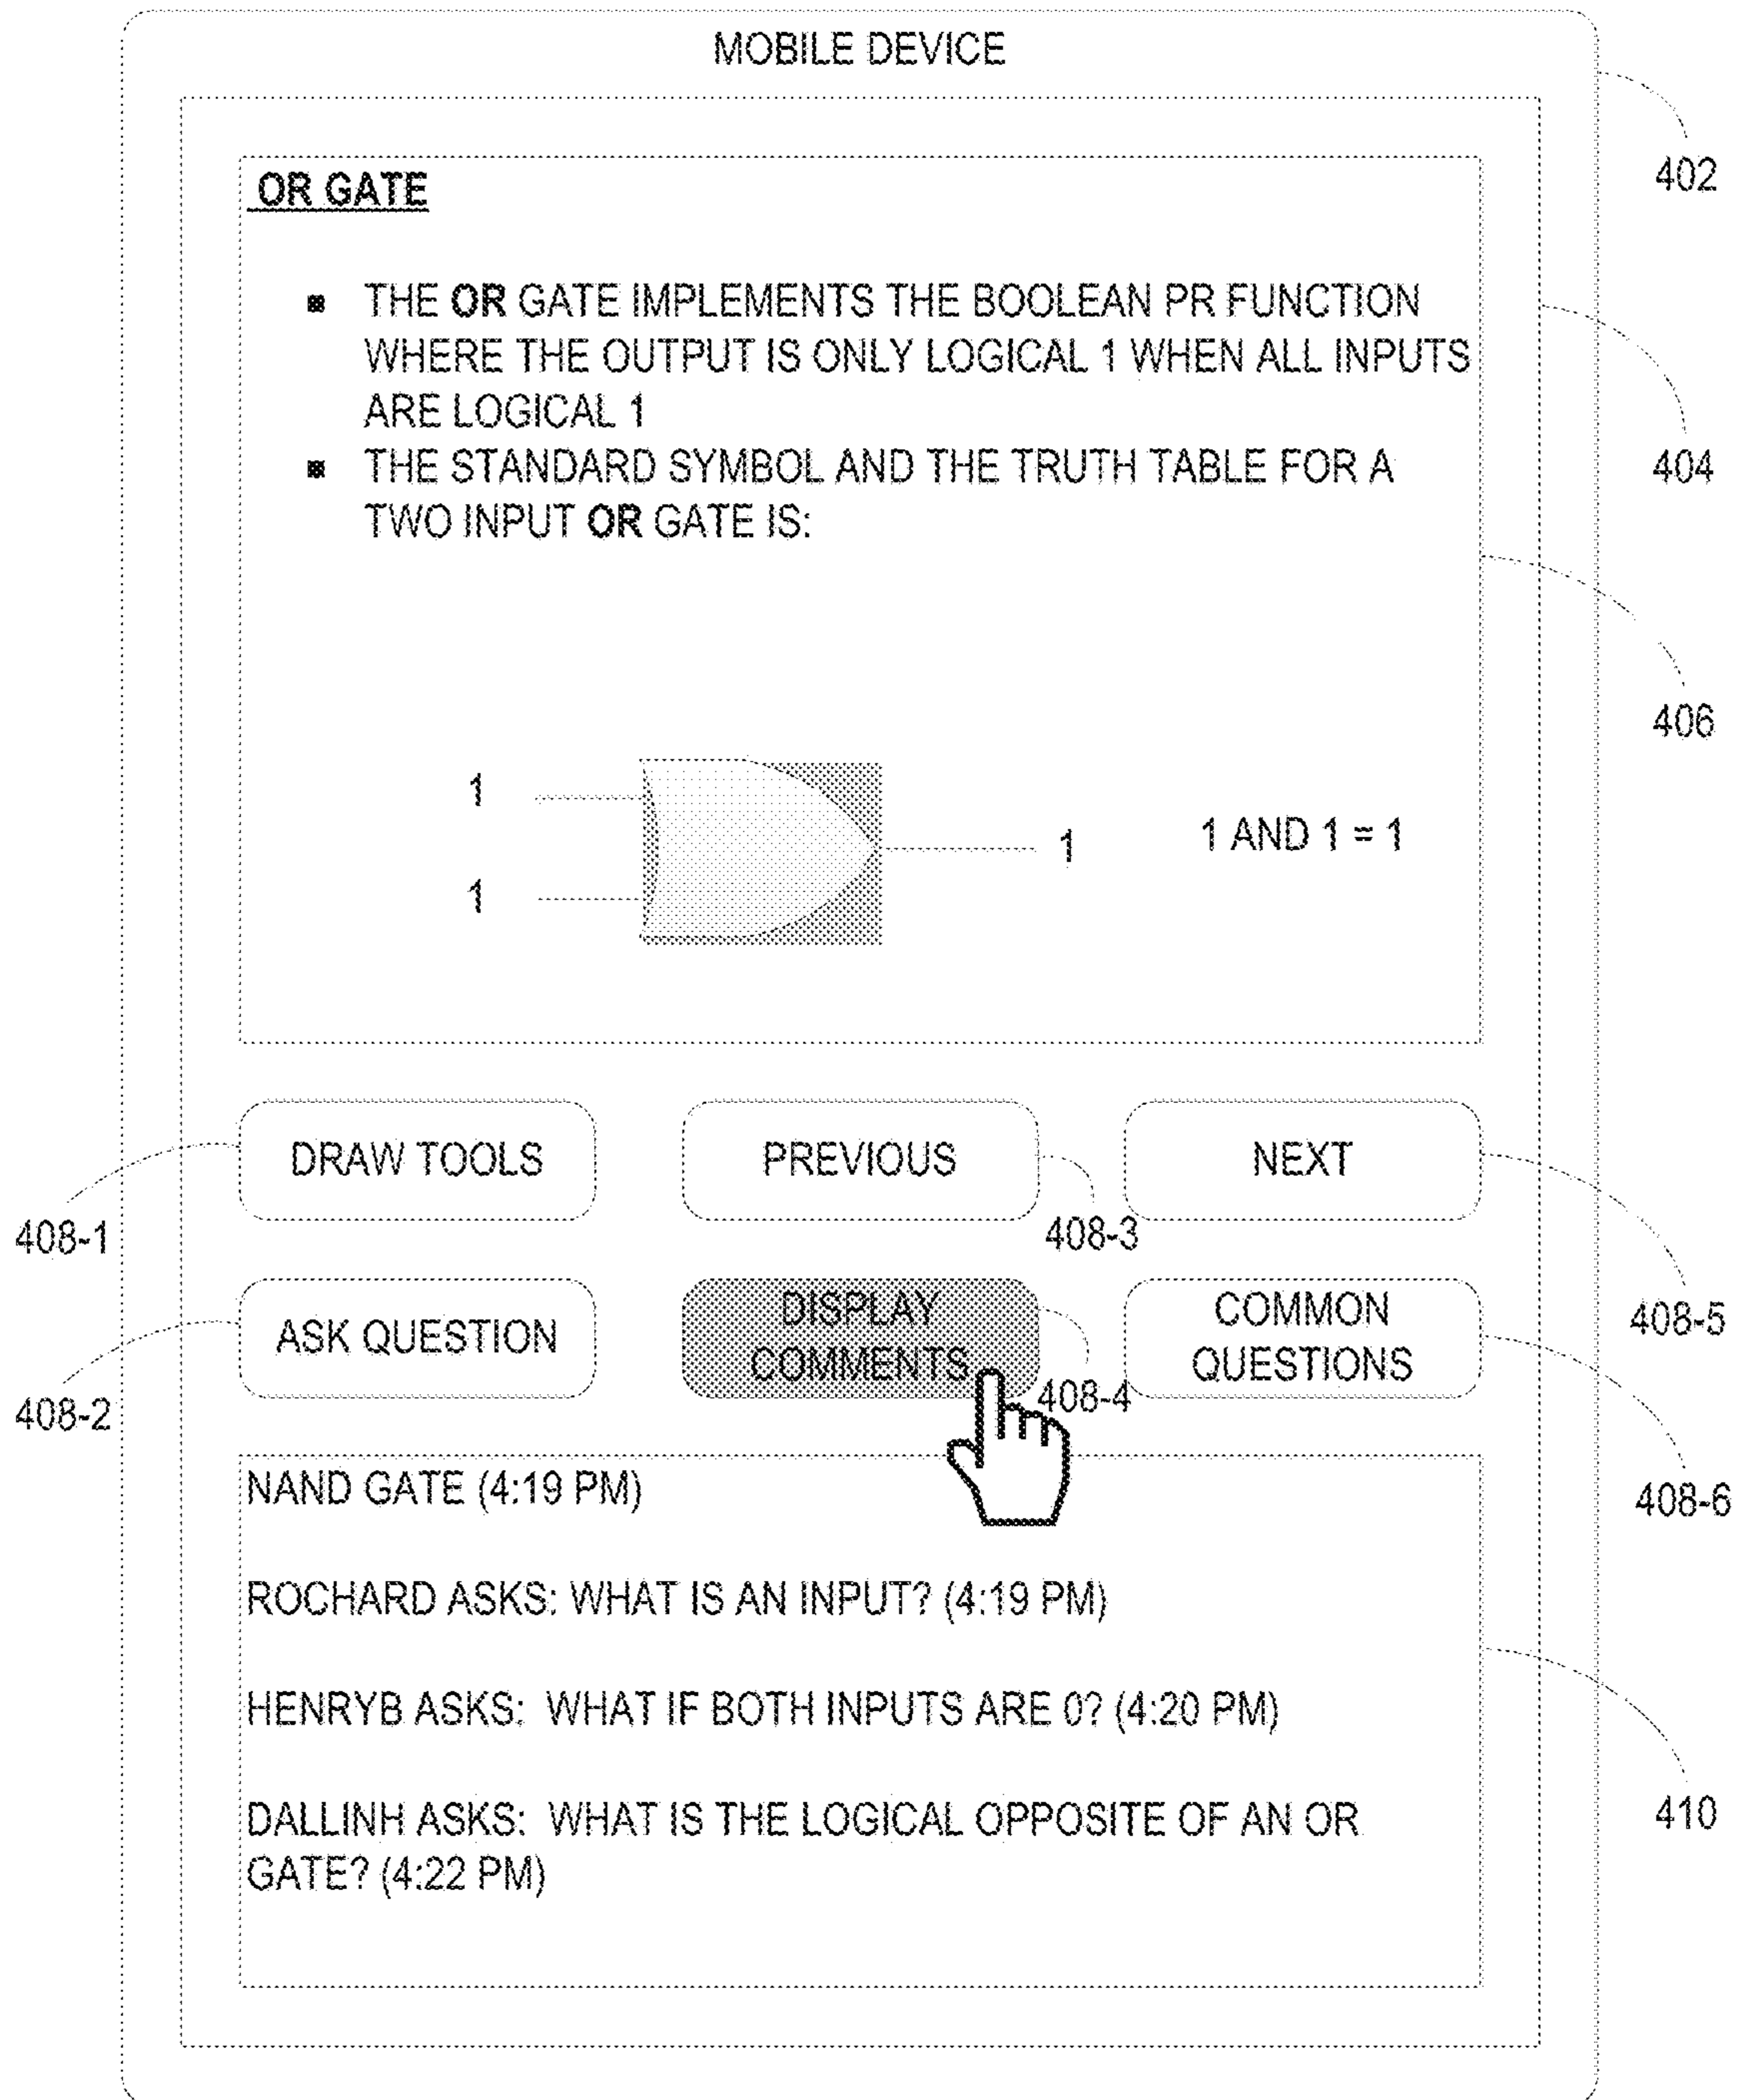 MOBILE DEVICE
402
OR GATE
▪ THE OR GATE IMPLEMENTS THE BOOLEAN PR FUNCTION
WHERE THE OUTPUT IS ONLY LOGICAL 1 WHEN ALL INPUTS
ARE LOGICAL 1
404
▪ THE STANDARD SYMBOL AND THE TRUTH TABLE FOR A
TWO INPUT OR GATE IS:
406
1
1
1
1 AND 1 = 1
DRAW TOOLS
PREVIOUS
NEXT
408-1
408-3
408-5
ASK QUESTION
DISPLAY
COMMENTS
COMMON
QUESTIONS
408-2
408-4
408-6
NAND GATE (4:19 PM)
ROCHARD ASKS: WHAT IS AN INPUT? (4:19 PM)
HENRYB ASKS: WHAT IF BOTH INPUTS ARE 0? (4:20 PM)
DALLINH ASKS: WHAT IS THE LOGICAL OPPOSITE OF AN OR
GATE? (4:22 PM)
410